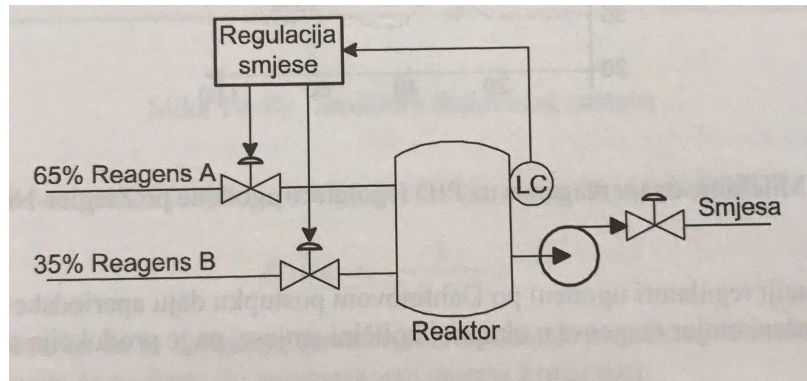 Regulacija
smjese
65% Reagens A
LC
Smjesa
35% Reagens B
Reaktor